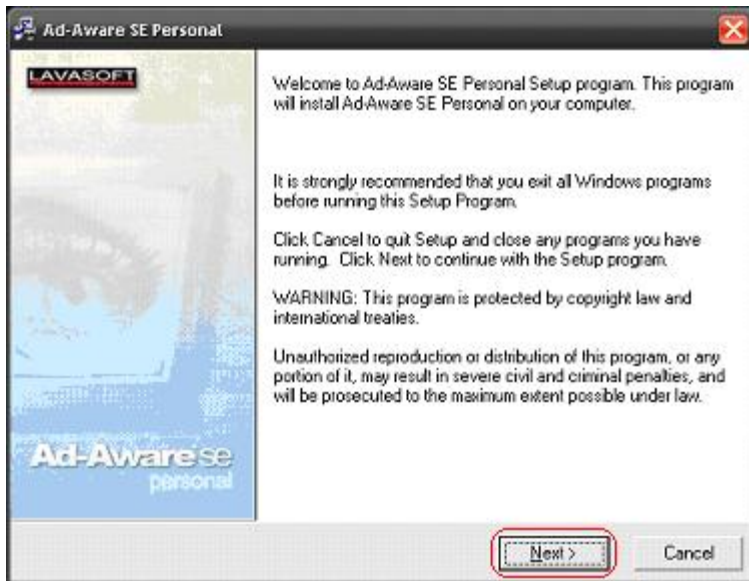 Ad-Aware SE Personal
LAVASOFT
Welcome to Ad-Aware SE Personal Setup program. This program
will install Ad-Aware SE Personal on your computer.
It is strongly recommended that you exit all Windows programs
before running this Setup Program.
Click Cancel to quit Setup and close any programs you have
running. Click Next to continue with the Setup program.
WARNING: This program is protected by copyright law and
international treaties.
Unauthorized reproduction or distribution of this program, or any
portion of it, may result in severe civil and criminal penalties, and
will be prosecuted to the maximum extent possible under law.
Ad-Aware se
personal
Next >
Cancel